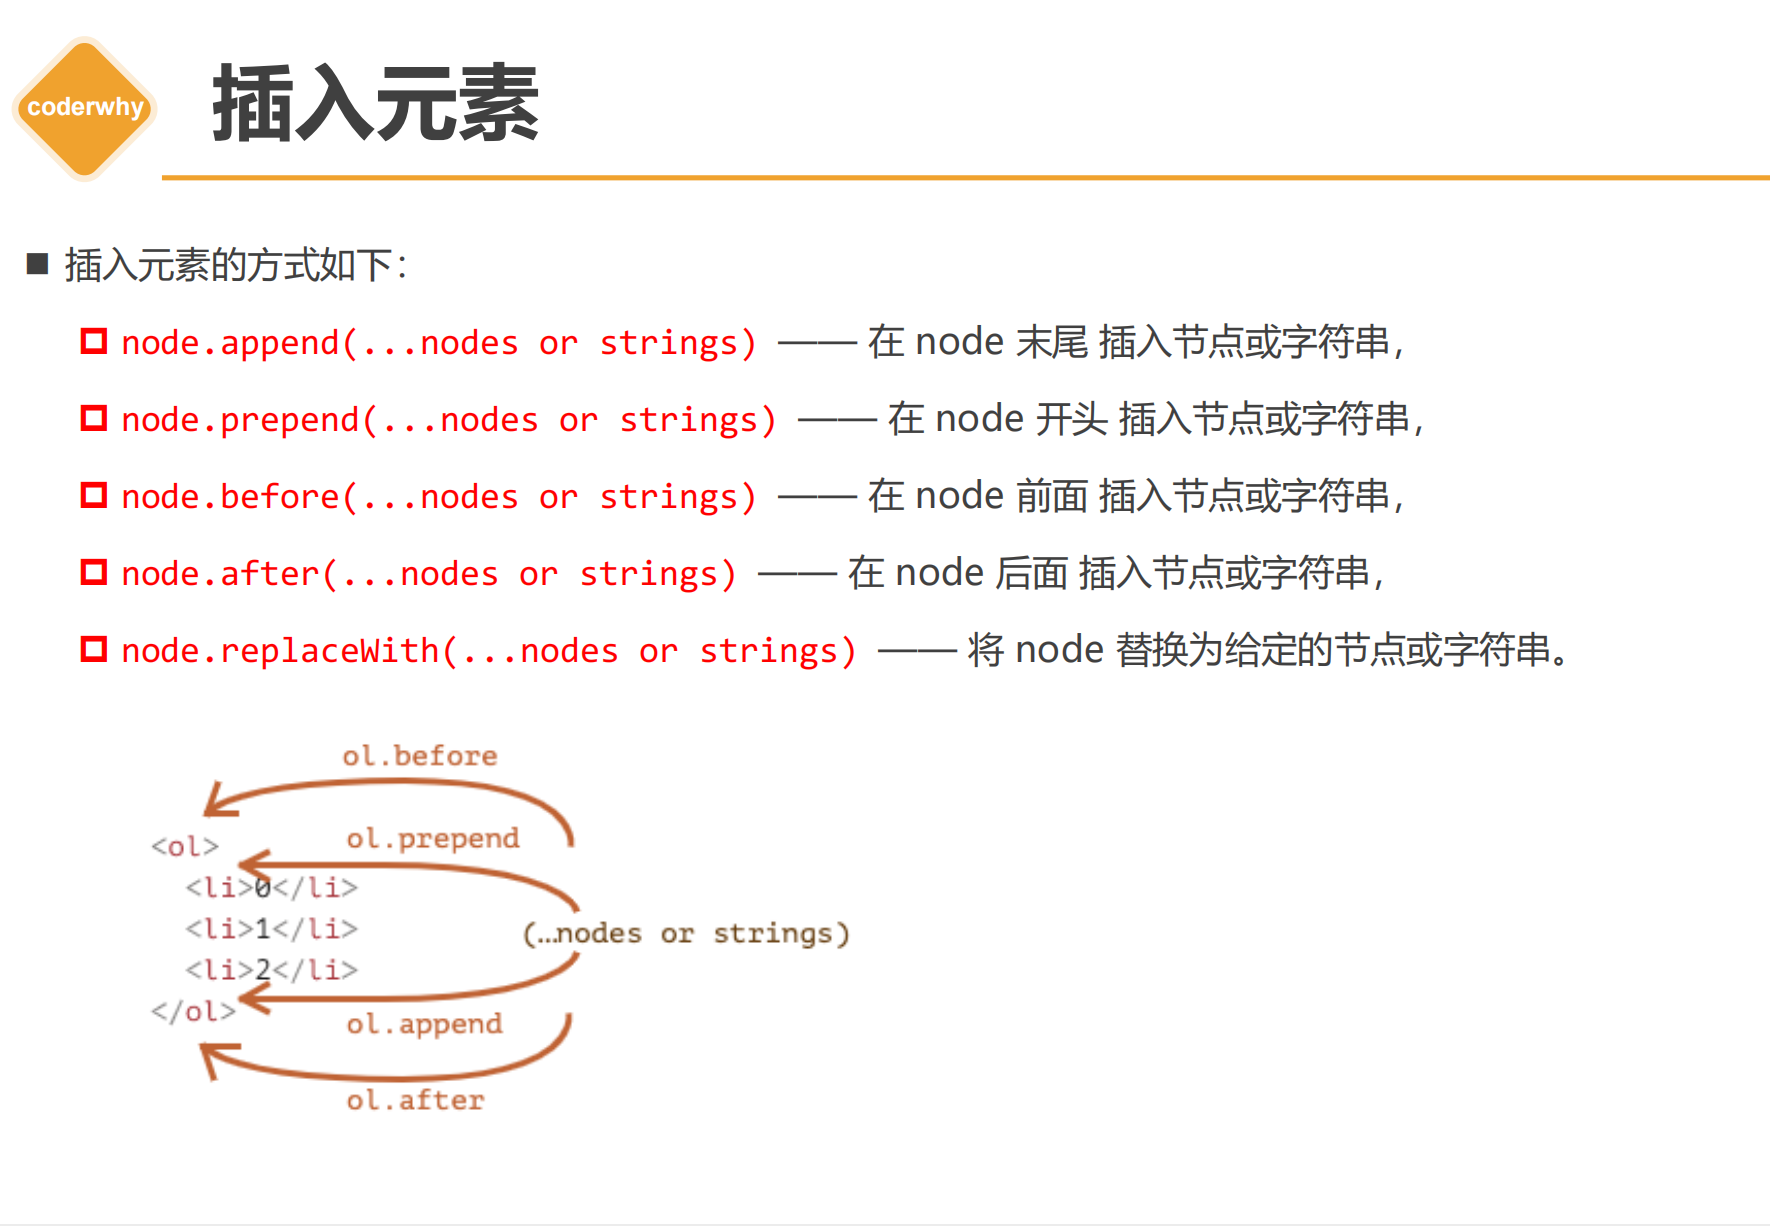 coderwhy
插入元素
插入元素的方式如下：
node.append(...nodes or strings) —— 在 node 末尾 插入节点或字符串，
node.prepend(...nodes or strings) —— 在 node 开头 插入节点或字符串，
node.before(...nodes or strings) —— 在 node 前面 插入节点或字符串，
node.after(...nodes or strings) —— 在 node 后面 插入节点或字符串，
node.replaceWith(...nodes or strings) —— 将 node 替换为给定的节点或字符串。
ol.before
ol.prepend
<ol>
<li>0</li>
<li>1</li>
<li>2</li>
</ol>
(…nodes or strings)
ol.append
ol.after